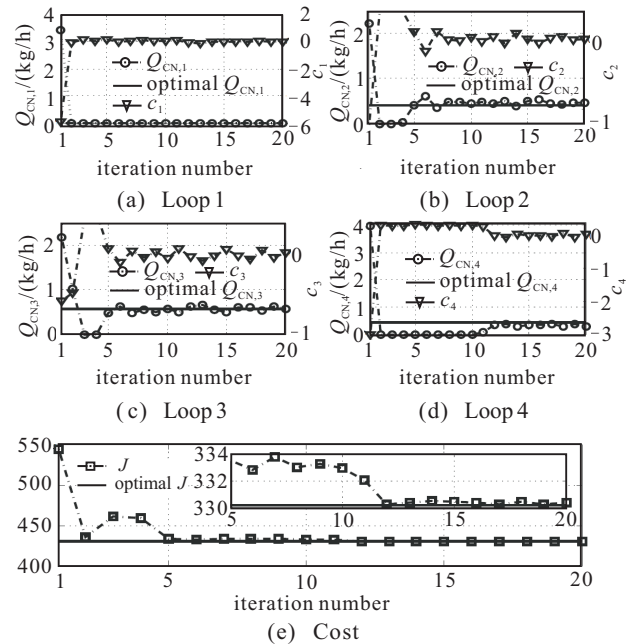 4
3
2
1
0
2
0
−2
−4
−6
Q_CN,1/(kg/h)
c_1
Q_CN,1
optimal Q_CN,1
c_1
1
5
10
15
20
iteration number
(a) Loop 1
2
1
0
0
−1
Q_CN,2/(kg/h)
c_2
Q_CN,2
c_2
optimal Q_CN,2
1
5
10
15
20
iteration number
(b) Loop 2
2
1
0
0
−1
Q_CN,3/(kg/h)
c_3
Q_CN,3
c_3
optimal Q_CN,3
1
5
10
15
20
iteration number
(c) Loop 3
4
3
2
1
0
0
−1
−2
−3
Q_CN,4/(kg/h)
c_4
Q_CN,4
optimal Q_CN,4
c_4
1
5
10
15
20
iteration number
(d) Loop 4
550
500
450
400
J
optimal J
334
332
330
5
10
15
20
1
5
10
15
20
iteration number
(e) Cost